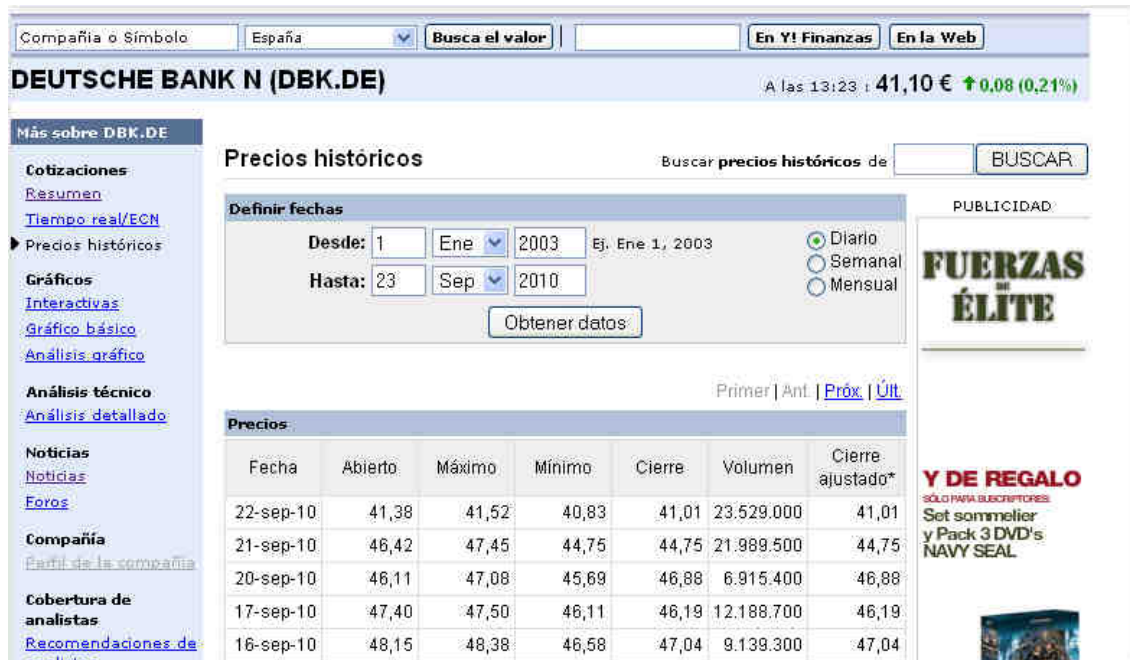 Compañia o Símbolo España Busca el valor En Y! Finanzas En la Web
DEUTSCHE BANK N (DBK.DE) A las 13:23 : 41,10 € 0,08 (0,21%)
Más sobre DBK.DE
Cotizaciones
Resumen
Tiempo real/ECN
Precios históricos
Gráficos
Interactivas
Gráfico básico
Análisis gráfico
Análisis técnico
Análisis detallado
Noticias
Noticias
Foros
Compañía
Perfil de la compañía
Cobertura de
analistas
Recomendaciones de
Precios históricos Buscar precios históricos de BUSCAR
Definir fechas
Desde: 1 Ene 2003 Ej. Ene 1, 2003
Hasta: 23 Sep 2010
Diario
Semanal
Mensual
Obtener datos
Primer | Ant. | Próx. | Últ.
Precios
Fecha Abierto Máximo Mínimo Cierre Volumen Cierre ajustado*
22-sep-10 41,38 41,52 40,83 41,01 23.529.000 41,01
21-sep-10 46,42 47,45 44,75 44,75 21.989.500 44,75
20-sep-10 46,11 47,08 45,69 46,88 6.915.400 46,88
17-sep-10 47,40 47,50 46,11 46,19 12.188.700 46,19
16-sep-10 48,15 48,38 46,58 47,04 9.139.300 47,04
PUBLICIDAD
FUERZAS
DE
ÉLITE
Y DE REGALO
SÓLO PARA SUSCRIPTORES:
Set sommelier
y Pack 3 DVD's
NAVY SEAL